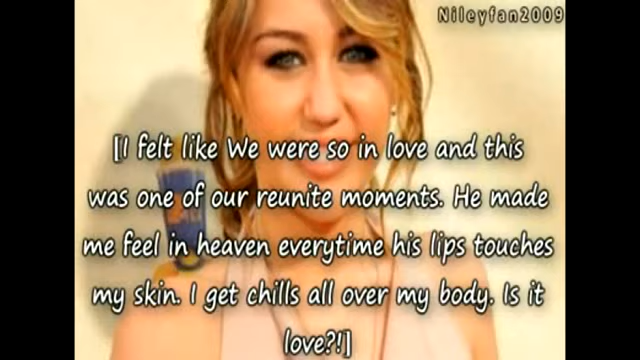 Nileyfan2009
[I felt like We were so in love and this
was one of our reunite moments. He made
me feel in heaven everytime his lips touches
my skin. I get chills all over my body. Is it
love?!]